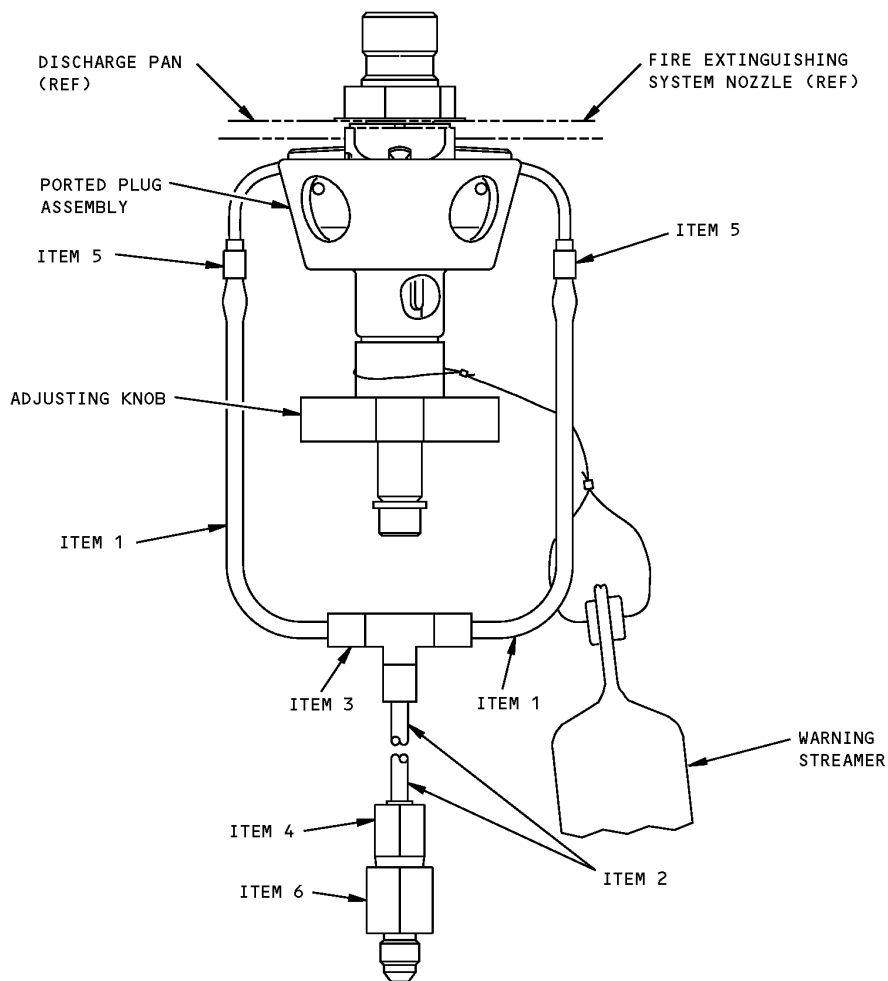 DISCHARGE PAN
(REF)
FIRE EXTINGUISHING
SYSTEM NOZZLE (REF)
PORTED PLUG
ASSEMBLY
ITEM 5
ITEM 5
ADJUSTING KNOB
ITEM 1
ITEM 3
ITEM 1
WARNING
STREAMER
ITEM 4
ITEM 2
ITEM 6